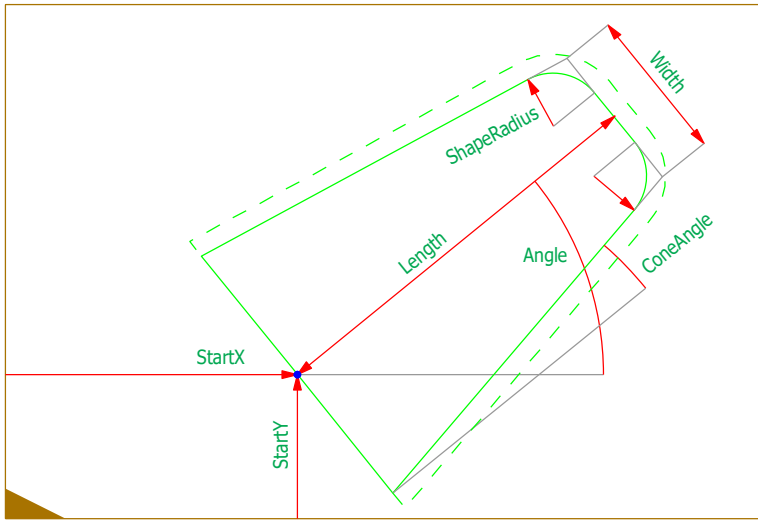 Width
ShapeRadius
Length
Angle
ConeAngle
StartX
StartY